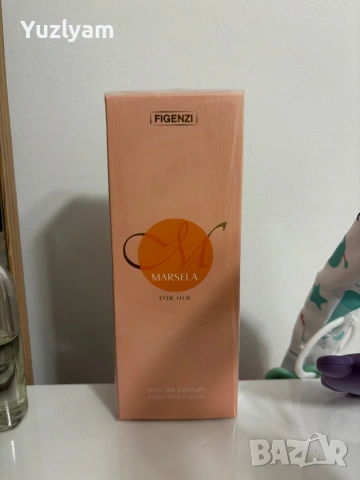 Yuzlyam
FIGENZI
M
MARSELA
FOR HER
eau de parfum
BAZAR